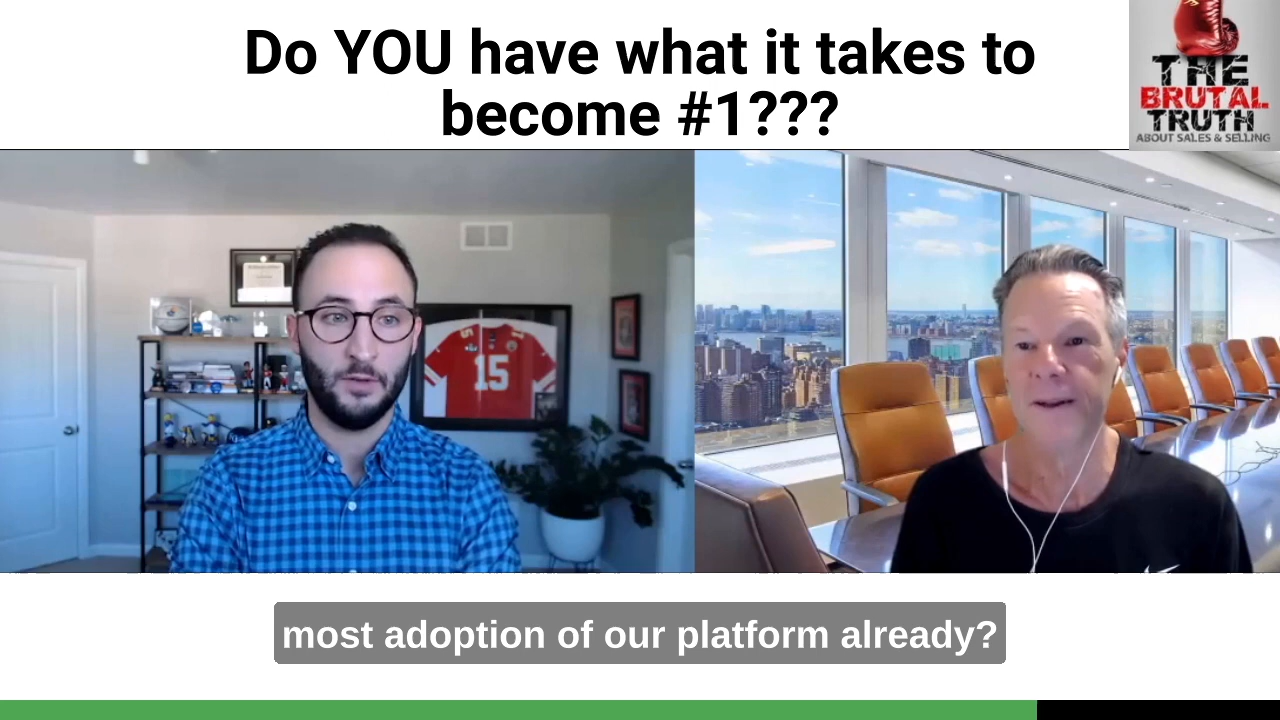 Do YOU have what it takes to
become #1???
THE
BRUTAL
TRUTH
ABOUT SALES & SELLING
15
15
most adoption of our platform already?